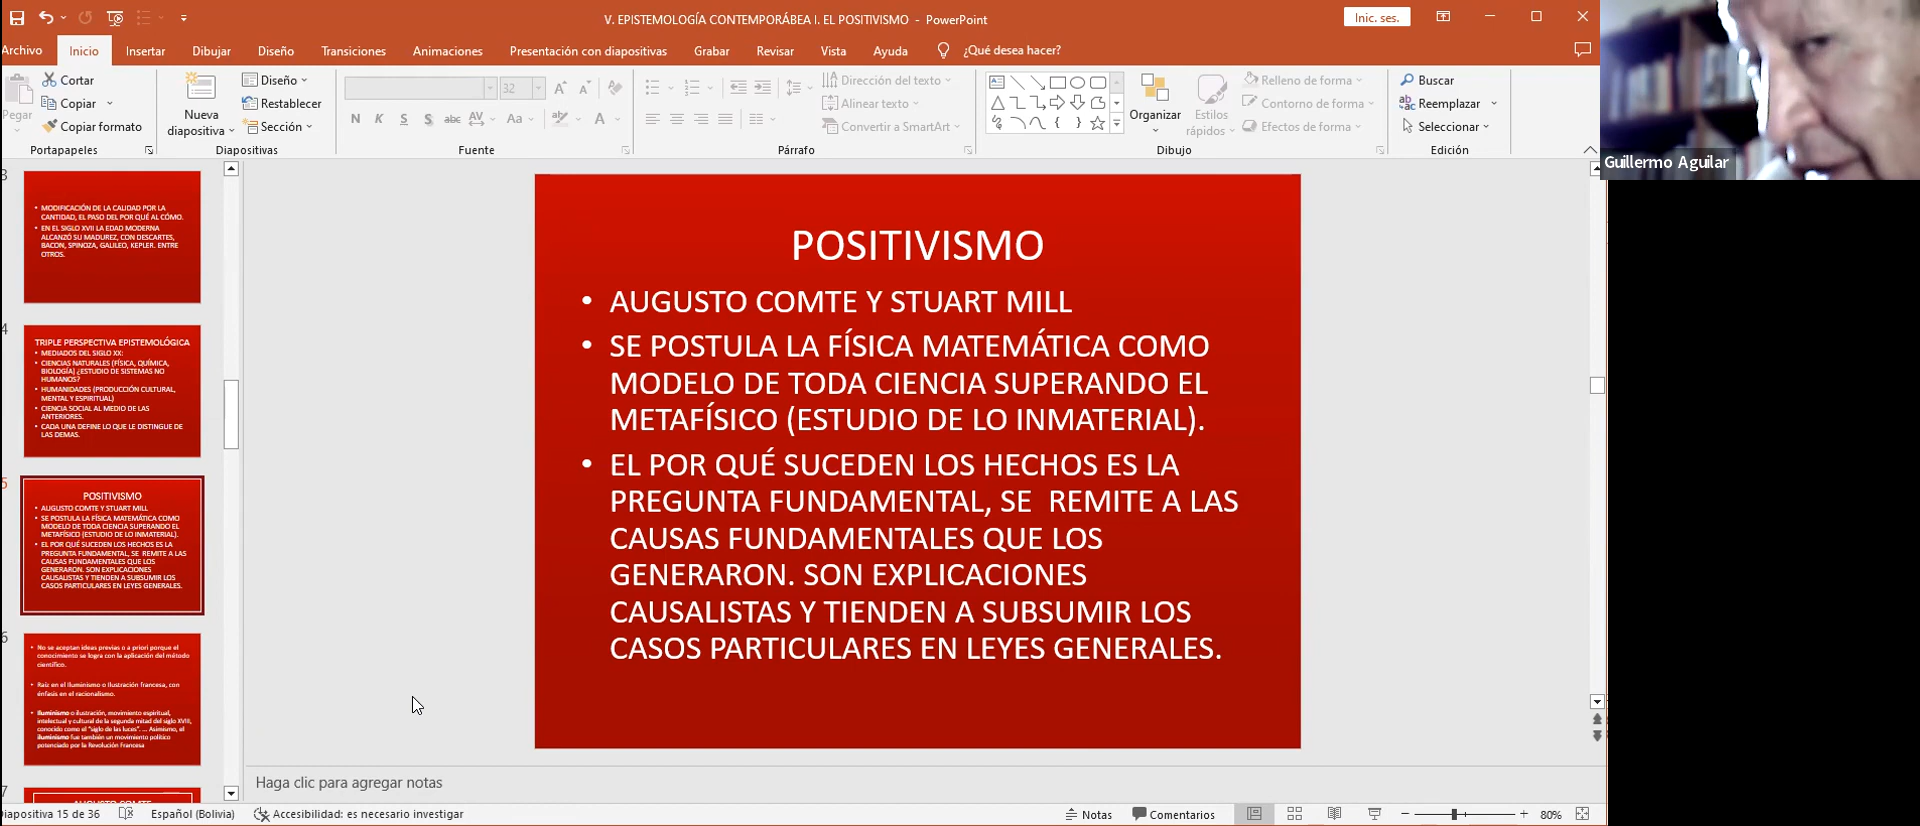 V. EPISTEMOLOGÍA CONTEMPORÁBEA I. EL POSITIVISMO - PowerPoint
Inic. ses.
Archivo
Inicio
Insertar
Dibujar
Diseño
Transiciones
Animaciones
Presentación con diapositivas
Grabar
Revisar
Vista
Ayuda
¿Qué desea hacer?
Pegar
Cortar
Copiar
Copiar formato
Portapapeles
Nueva
diapositiva
Diseño
Restablecer
Sección
Diapositivas
32
N K S S abc AV Aa A
Fuente
Párrafo
Dirección del texto
Alinear texto
Convertir a SmartArt
Organizar
Estilos
rápidos
Relleno de forma
Contorno de forma
Efectos de forma
Dibujo
Buscar
Reemplazar
Seleccionar
Edición
Guillermo Aguilar
3
• MODIFICACIÓN DE LA CALIDAD POR LA
CANTIDAD, EL PASO DEL POR QUÉ AL CÓMO.
• EN EL SIGLO XVII LA EDAD MODERNA
ALCANZÓ SU MADUREZ, CON DESCARTES,
BACON, SPINOZA, GALILEO, KEPLER. ENTRE
OTROS.
4
TRIPLE PERSPECTIVA EPISTEMOLÓGICA
• MEDIADOS DEL SIGLO XX:
• CIENCIAS NATURALES (FÍSICA, QUÍMICA,
BIOLOGÍA) ¿ESTUDIO DE SISTEMAS NO
HUMANOS?
• HUMANIDADES (PRODUCCIÓN CULTURAL,
MENTAL Y ESPIRITUAL)
• CIENCIA SOCIAL AL MEDIO DE LAS
ANTERIORES.
• CADA UNA DEFINE LO QUE LE DISTINGUE DE
LAS DEMAS.
5
POSITIVISMO
• AUGUSTO COMTE Y STUART MILL
• SE POSTULA LA FÍSICA MATEMÁTICA COMO
MODELO DE TODA CIENCIA SUPERANDO EL
METAFÍSICO (ESTUDIO DE LO INMATERIAL).
• EL POR QUÉ SUCEDEN LOS HECHOS ES LA
PREGUNTA FUNDAMENTAL, SE REMITE A LAS
CAUSAS FUNDAMENTALES QUE LOS
GENERARON. SON EXPLICACIONES
CAUSALISTAS Y TIENDEN A SUBSUMIR LOS
CASOS PARTICULARES EN LEYES GENERALES.
6
• No se aceptan ideas previas o a priori porque el
conocimiento se logra con la aplicación del método
científico.
• Raíz en el Iluminismo o Ilustración francesa, con
énfasis en el racionalismo.
• Iluminismo o ilustración, movimiento espiritual,
intelectual y cultural de la segunda mitad del siglo XVIII,
conocido como el "siglo de las luces". ... Asimismo, el
iluminismo fue también un movimiento político
potenciado por la Revolución Francesa
7
AUGUSTO COMTE
POSITIVISMO
• AUGUSTO COMTE Y STUART MILL
• SE POSTULA LA FÍSICA MATEMÁTICA COMO
MODELO DE TODA CIENCIA SUPERANDO EL
METAFÍSICO (ESTUDIO DE LO INMATERIAL).
• EL POR QUÉ SUCEDEN LOS HECHOS ES LA
PREGUNTA FUNDAMENTAL, SE REMITE A LAS
CAUSAS FUNDAMENTALES QUE LOS
GENERARON. SON EXPLICACIONES
CAUSALISTAS Y TIENDEN A SUBSUMIR LOS
CASOS PARTICULARES EN LEYES GENERALES.
Haga clic para agregar notas
iapositiva 15 de 36
Español (Bolivia)
Accesibilidad: es necesario investigar
Notas
Comentarios
80%